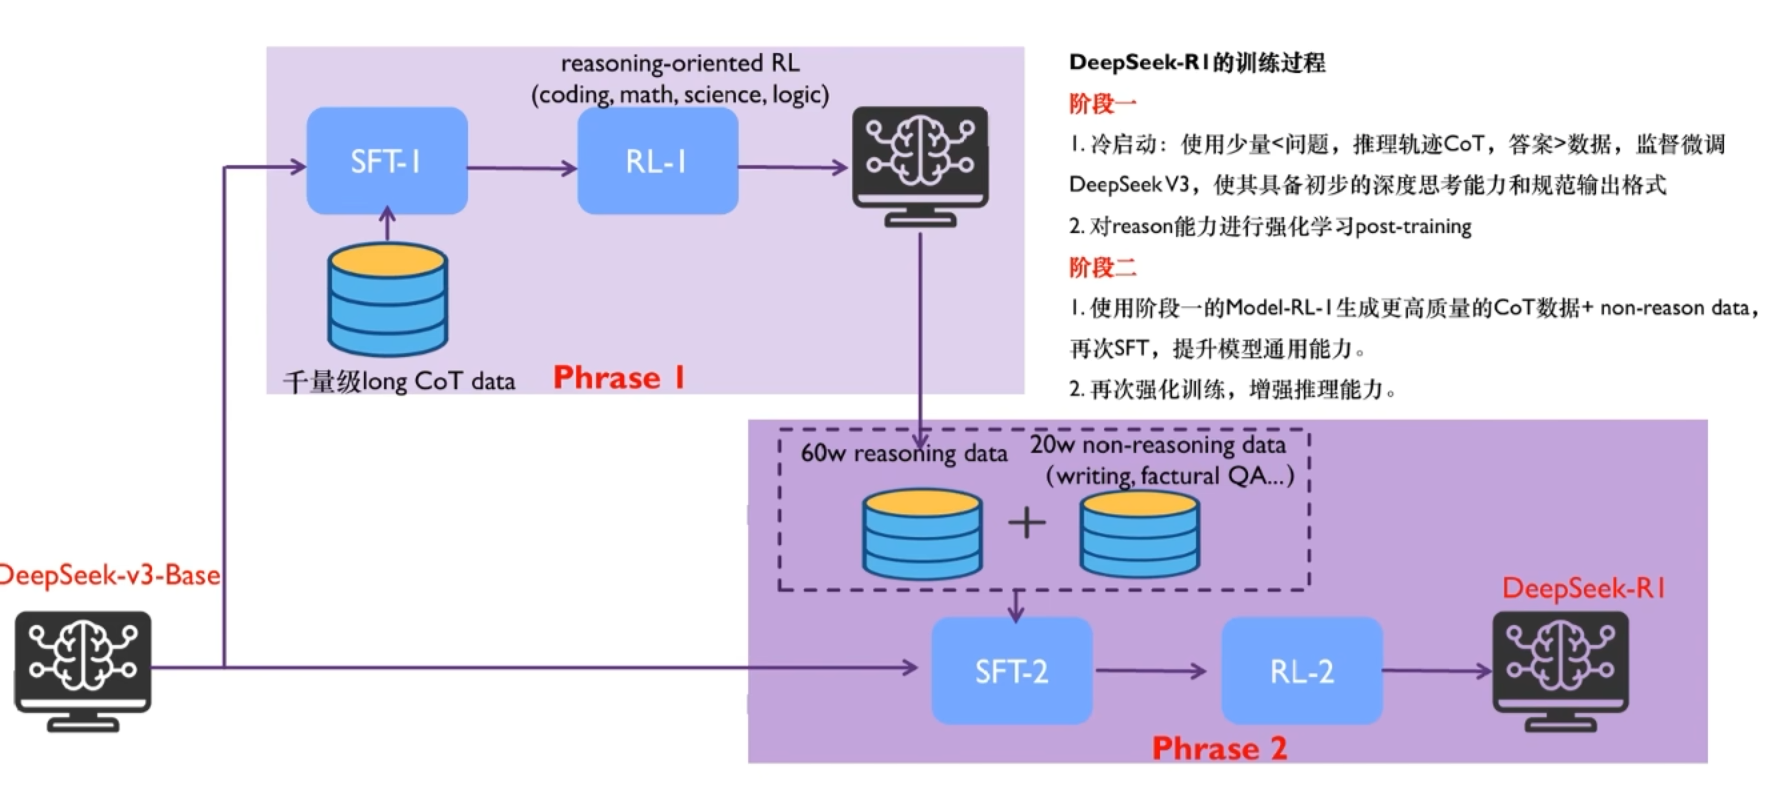 reasoning-oriented RL
(coding, math, science, logic)
SFT-1
RL-1
千量级long CoT data
Phrase 1
DeepSeek-R1的训练过程
阶段一
1. 冷启动：使用少量<问题，推理轨迹CoT，答案>数据，监督微调
DeepSeek V3，使其具备初步的深度思考能力和规范输出格式
2. 对reason能力进行强化学习post-training
阶段二
1. 使用阶段一的Model-RL-1生成更高质量的CoT数据+ non-reason data，
再次SFT，提升模型通用能力。
2. 再次强化训练，增强推理能力。
60w reasoning data
20w non-reasoning data
（writing, factural QA...）
+
DeepSeek-v3-Base
SFT-2
RL-2
DeepSeek-R1
Phrase 2